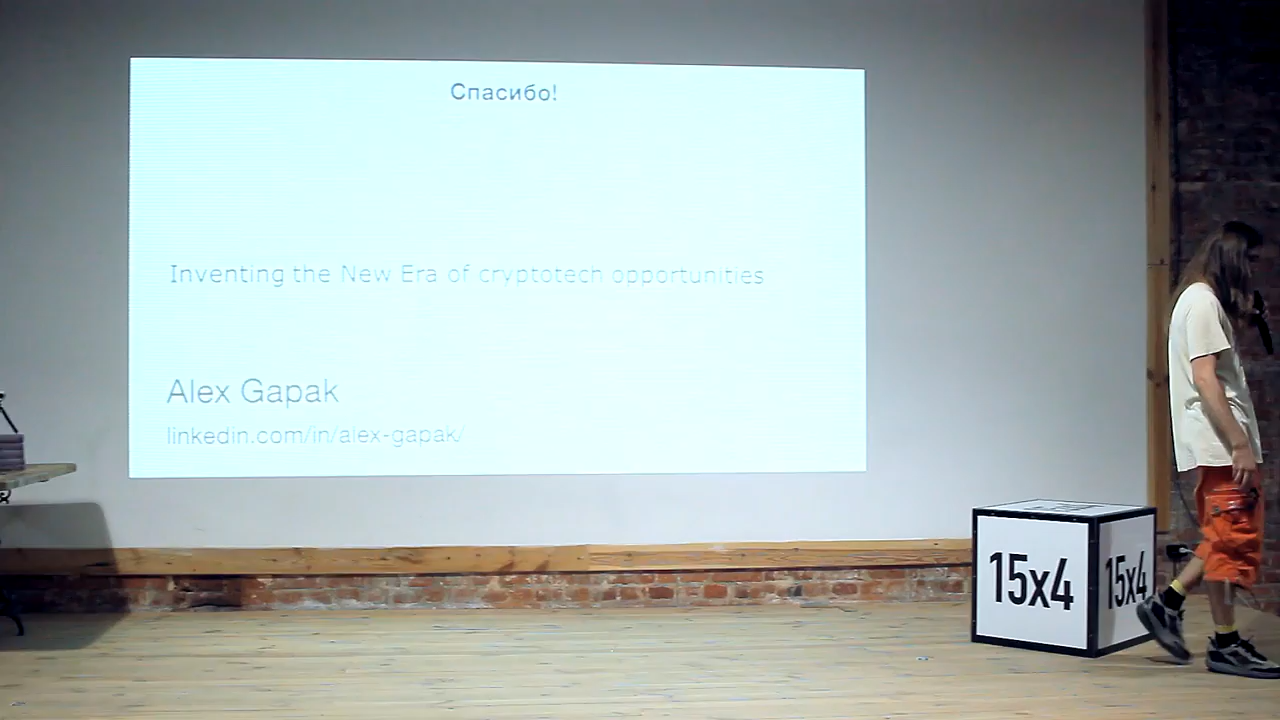 Спасибо!
Inventing the New Era of cryptotech opportunities
Alex Gapak
linkedin.com/in/alex-gapak/
15x4
15x4